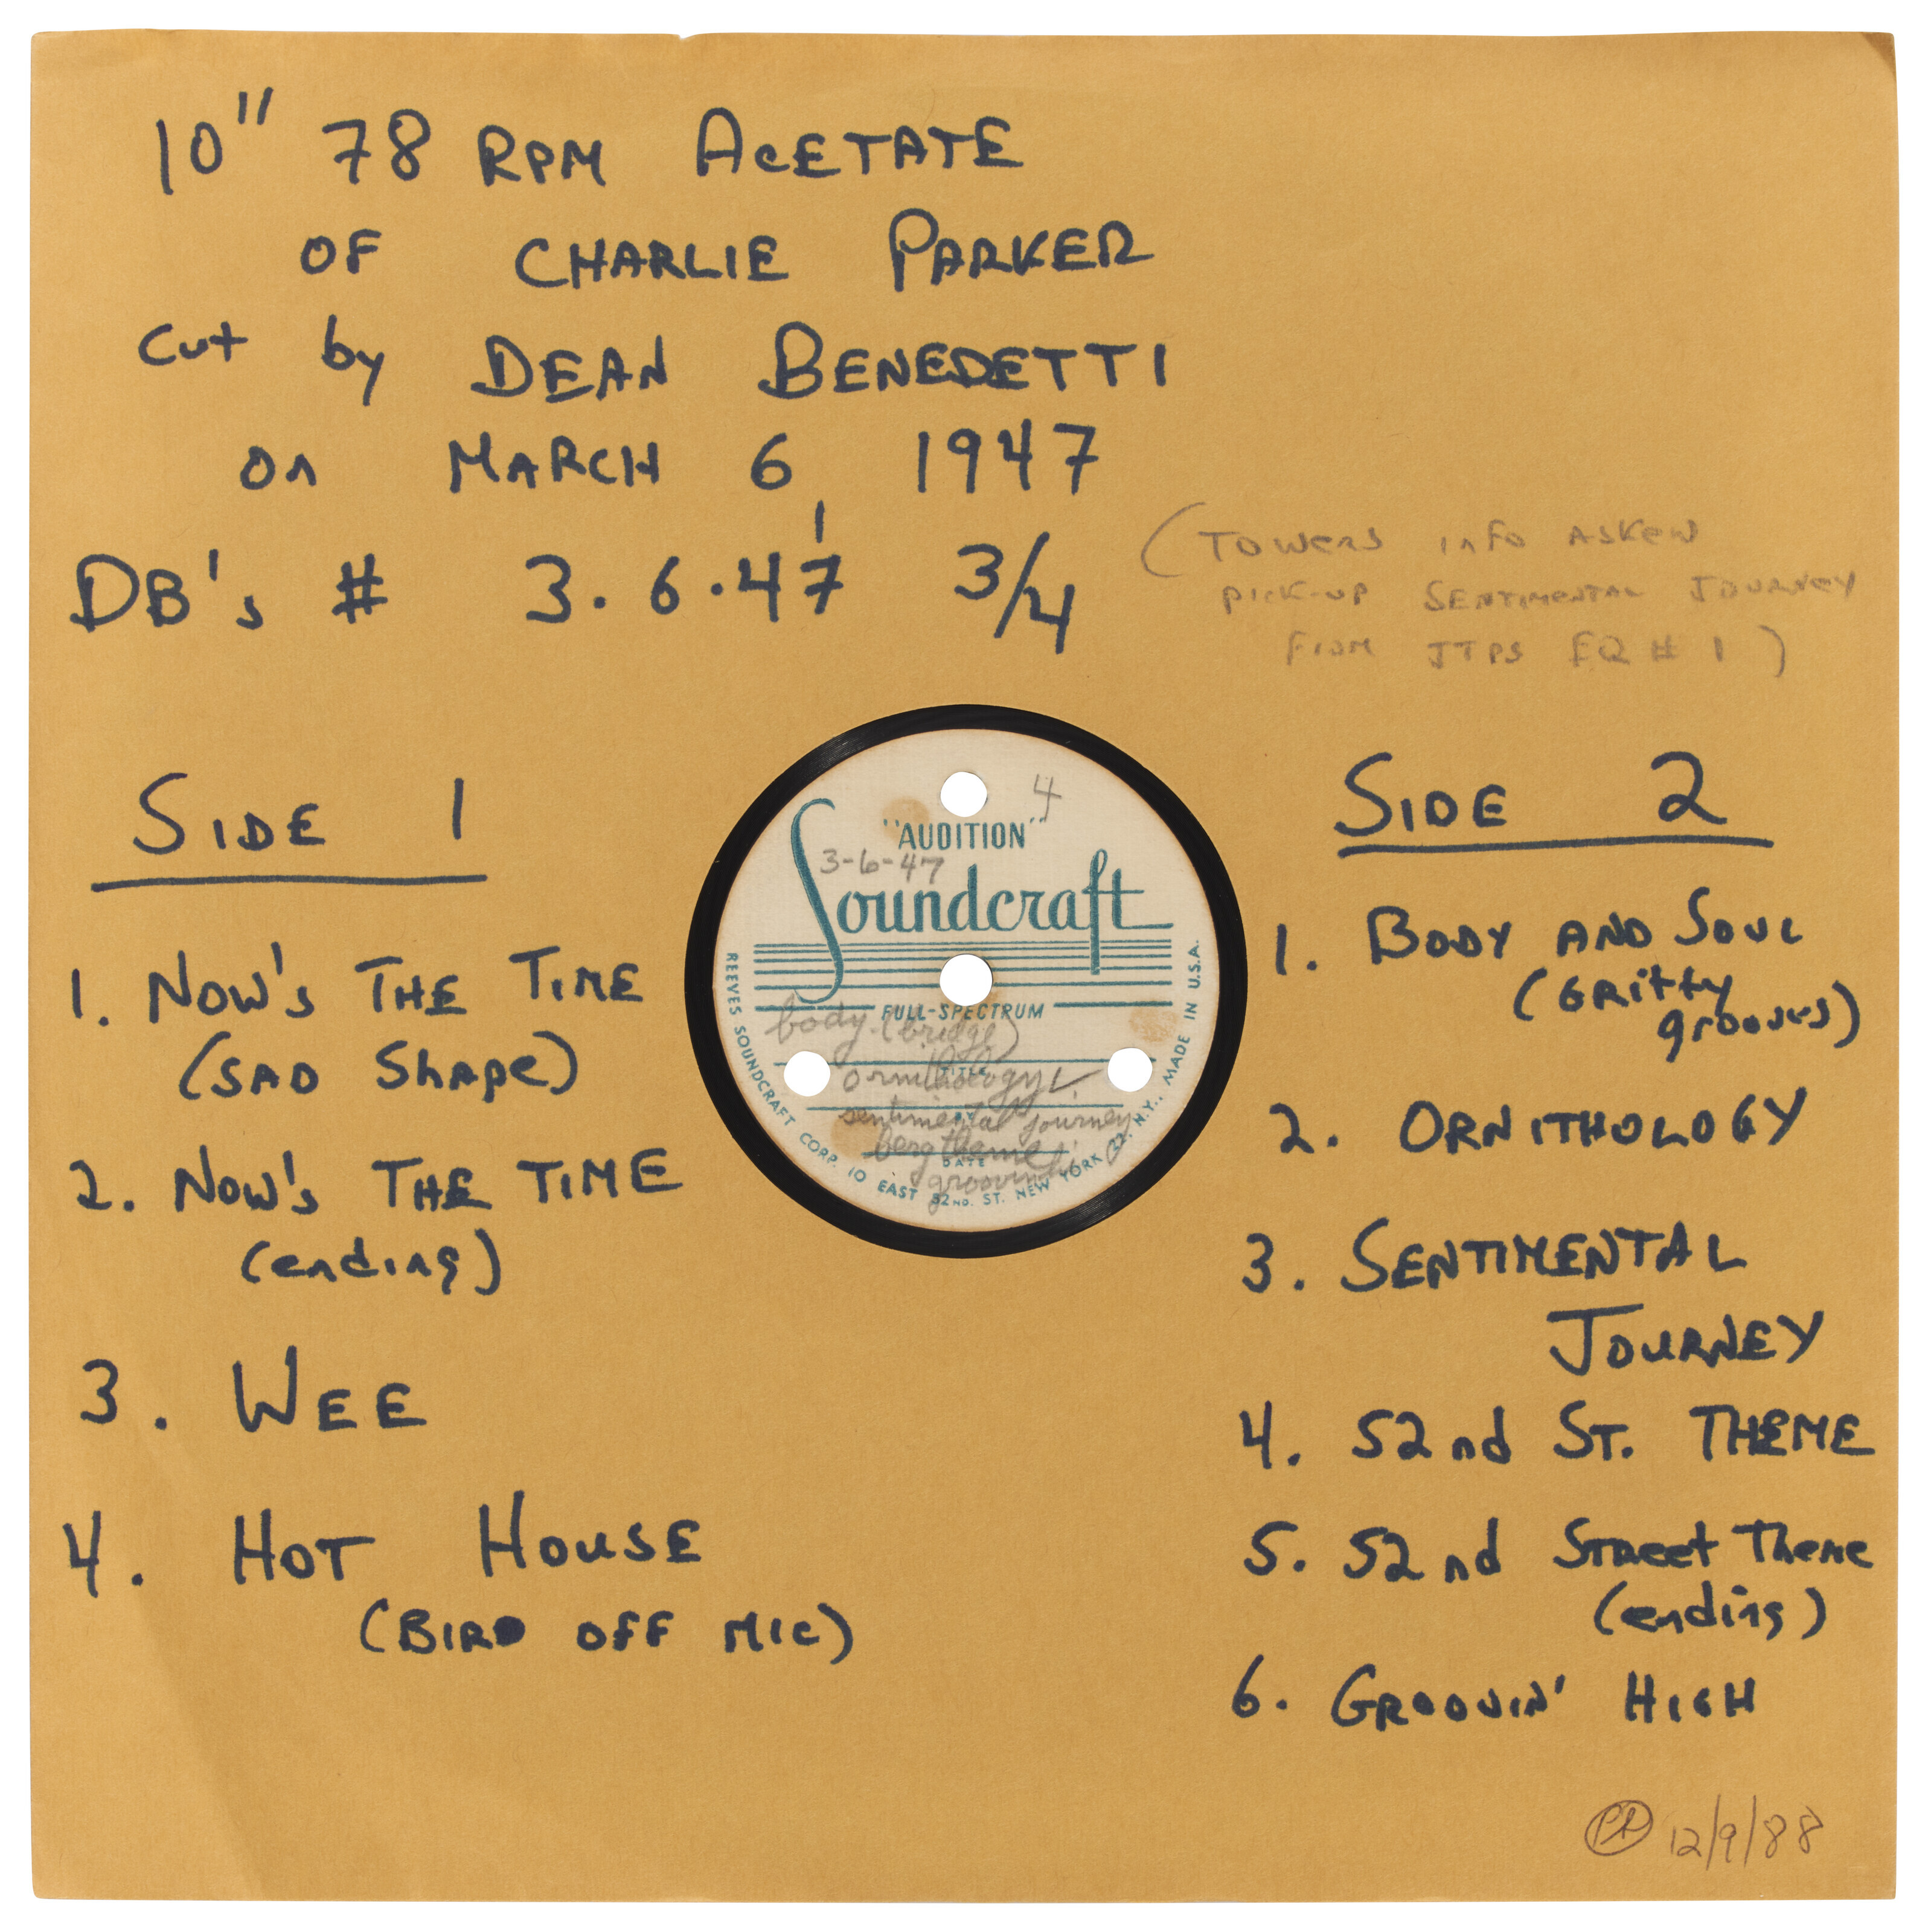 10" 78 RPM ACETATE
OF CHARLIE PARKER
cut by DEAN BENEDETTI
on MARCH 6 1947
DB's # 3.6.47 3/4
(TOWERS info ASKEW
PICK-UP SENTIMENTAL JOURNEY
FROM JTPS EQ # 1)
SIDE 1
1. NOW'S THE TIME
(SAD Shape)
2. NOW'S THE TIME
(ending)
3. WEE
4. HOT HOUSE
(BIRD OFF MIC)
4
"AUDITION"
3-6-47
Soundcraft
FULL-SPECTRUM
body (bridge)
TITLE
ornithology
BY
sentimental journey
berg theme
DATE
groovin
REEVES SOUNDCRAFT CORP. 10 EAST 52ND. ST. NEW YORK 22, N.Y., MADE IN U.S.A.
SIDE 2
1. BODY AND SOUL
(GRitty
grooves)
2. ORNITHOLOGY
3. SENTIMENTAL
JOURNEY
4. 52nd ST. THEME
5. 52nd Street Theme
(ending)
6. GROOVIN' HIGH
PR 12/9/88